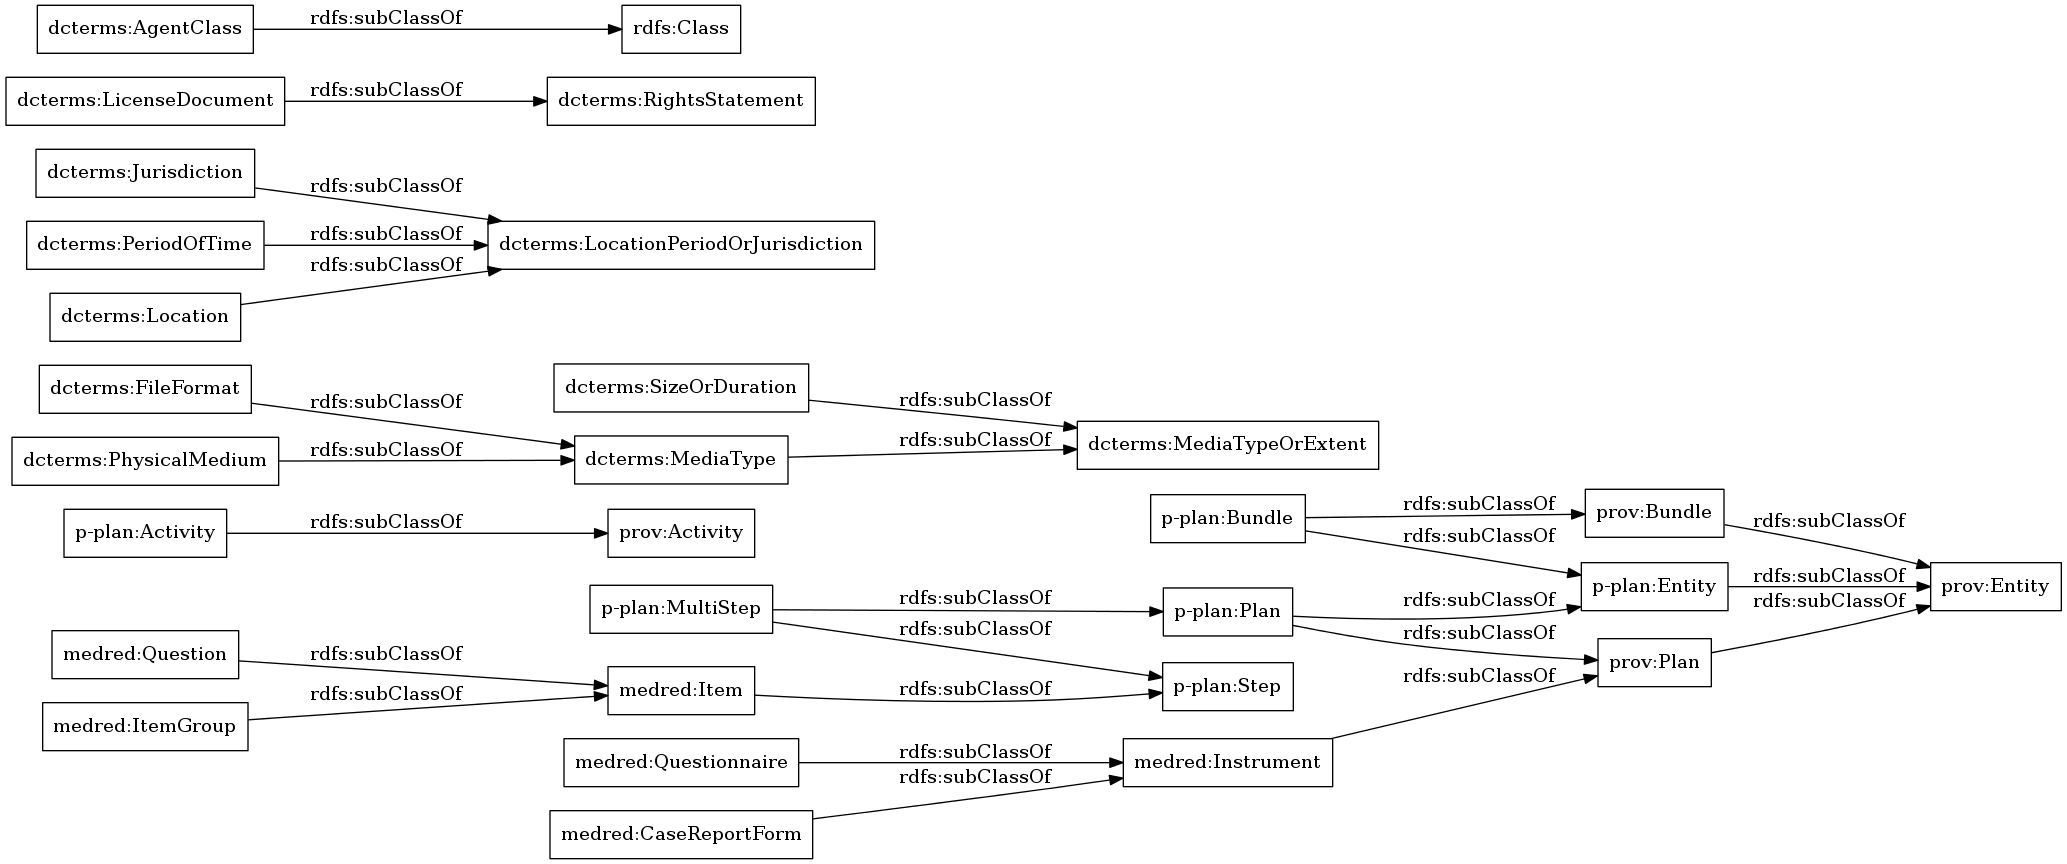 dcterms:AgentClass
rdfs:subClassOf
rdfs:Class
dcterms:LicenseDocument
rdfs:subClassOf
dcterms:RightsStatement
dcterms:Jurisdiction
rdfs:subClassOf
dcterms:PeriodOfTime
rdfs:subClassOf
dcterms:LocationPeriodOrJurisdiction
rdfs:subClassOf
dcterms:Location
dcterms:FileFormat
rdfs:subClassOf
dcterms:SizeOrDuration
rdfs:subClassOf
dcterms:PhysicalMedium
rdfs:subClassOf
dcterms:MediaType
rdfs:subClassOf
dcterms:MediaTypeOrExtent
p-plan:Activity
rdfs:subClassOf
prov:Activity
p-plan:Bundle
rdfs:subClassOf
prov:Bundle
rdfs:subClassOf
rdfs:subClassOf
p-plan:Entity
rdfs:subClassOf
prov:Entity
p-plan:MultiStep
rdfs:subClassOf
p-plan:Plan
rdfs:subClassOf
rdfs:subClassOf
rdfs:subClassOf
rdfs:subClassOf
prov:Plan
medred:Question
rdfs:subClassOf
medred:Item
rdfs:subClassOf
p-plan:Step
rdfs:subClassOf
medred:ItemGroup
rdfs:subClassOf
medred:Questionnaire
rdfs:subClassOf
medred:Instrument
rdfs:subClassOf
medred:CaseReportForm